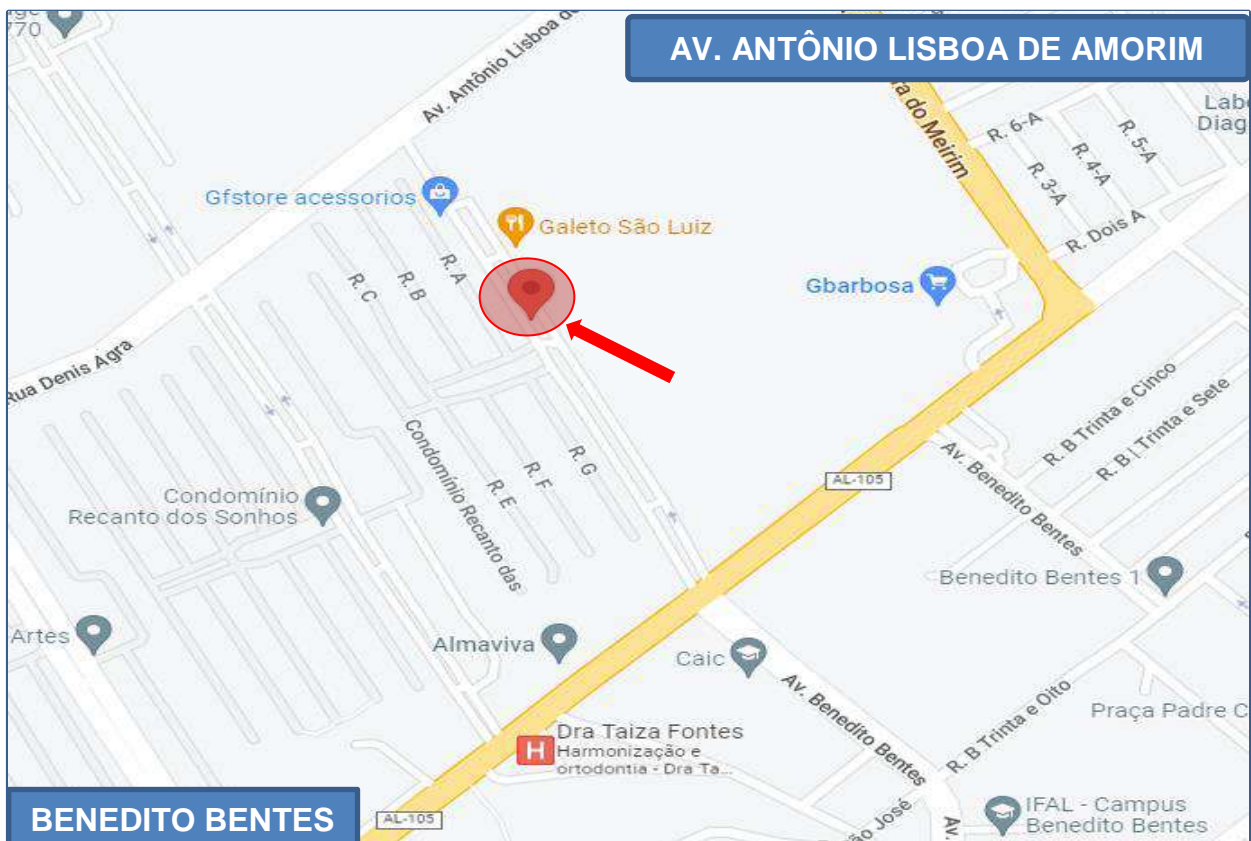 770
AV. ANTÔNIO LISBOA DE AMORIM
Av. Antônio Lisboa de
do Meirim
R. 6-A
R. 5-A
R. 4-A
R. 3-A
R. Dois A
Gfstore acessorios
Galeto São Luiz
R. A
R. B
R. C
Gbarbosa
Rua Denis Agra
R. B Trinta e Cinco
R. B | Trinta e Sete
Av. Benedito Bentes
AL-105
R. G
R. F
R. E
Condomínio Recanto das
Condomínio
Recanto dos Sonhos
Benedito Bentes 1
Artes
Almaviva
Caic
Av. Benedito Bentes
R. B Trinta e Oito
Praça Padre C
Dra Taiza Fontes
Harmonização e
ortodontia - Dra Ta...
H
BENEDITO BENTES
AL-105
José
Av.
IFAL - Campus
Benedito Bentes